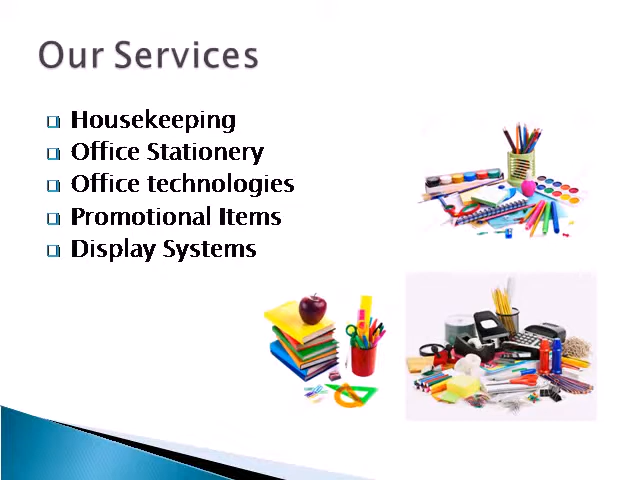 Our Services
Housekeeping
Office Stationery
Office technologies
Promotional Items
Display Systems